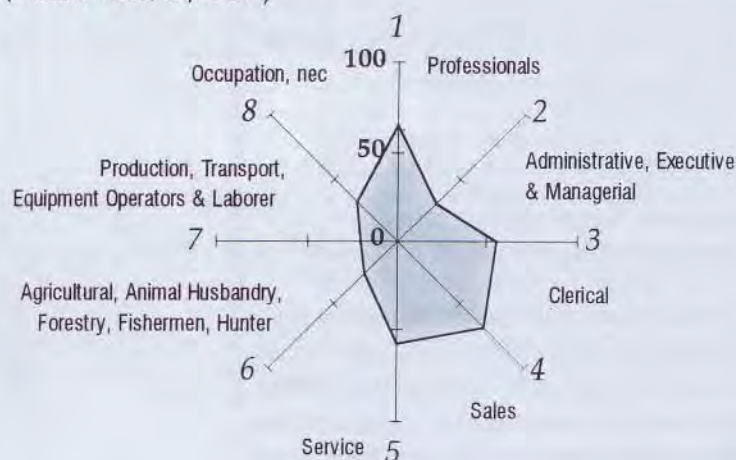 1
100
Professionals
Occupation, nec
8
2
50
Production, Transport,
Equipment Operators & Laborer
Administrative, Executive
& Managerial
7
0
3
Agricultural, Animal Husbandry,
Forestry, Fishermen, Hunter
Clerical
6
4
Sales
Service
5